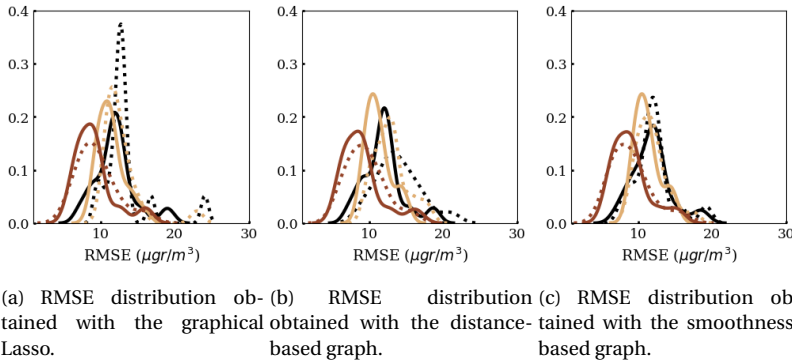 0.4
0.3
0.2
0.1
0.0
10
20
30
RMSE (μgr/m³)
0.4
0.3
0.2
0.1
0.0
10
20
30
RMSE (μgr/m³)
0.4
0.3
0.2
0.1
0.0
10
20
30
RMSE (μgr/m³)
(a) RMSE distribution ob-
tained with the graphical
Lasso.
(b) RMSE distribution
obtained with the distance-
based graph.
(c) RMSE distribution ob
tained with the smoothness
based graph.